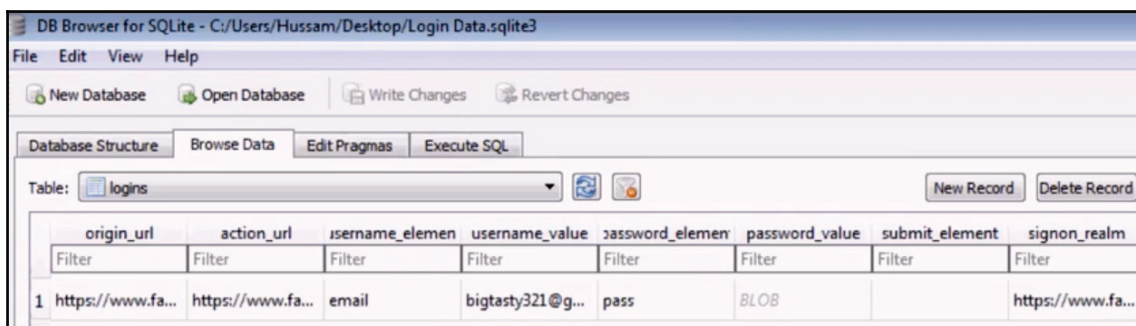 DB Browser for SQLite - C:/Users/Hussam/Desktop/Login Data.sqlite3
File Edit View Help
New Database Open Database Write Changes Revert Changes
Database Structure Browse Data Edit Pragmas Execute SQL
Table: logins New Record Delete Record
origin_url action_url username_elemen username_value password_elemen password_value submit_element signon_realm
Filter Filter Filter Filter Filter Filter Filter Filter
1 https://www.fa... https://www.fa... email bigtasty321@g... pass BLOB https://www.fa...